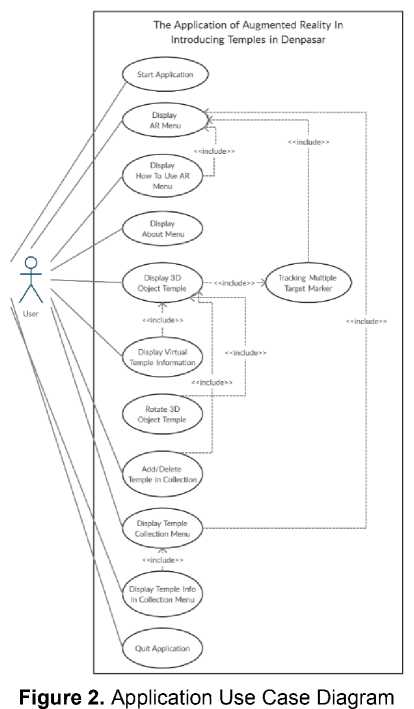 The Application of Augmented Reality In
Introducing Temples in Denpasar
Start Application
Display
AR Menu
<<include>>
<<include>>
Display
How To Use AR
Menu
Display
About Menu
Display 3D
Object Temple
<<include>>
Tracking Multiple
Target Marker
User
<<include>>
<<include>>
Display Virtual
Temple Information
<<include>>
<<include>>
Rotate 3D
Object Temple
Add/Delete
Temple in Collection
Display Temple
Collection Menu
<<include>>
Display Temple Info
In Collection Menu
Quit Application
Figure 2. Application Use Case Diagram